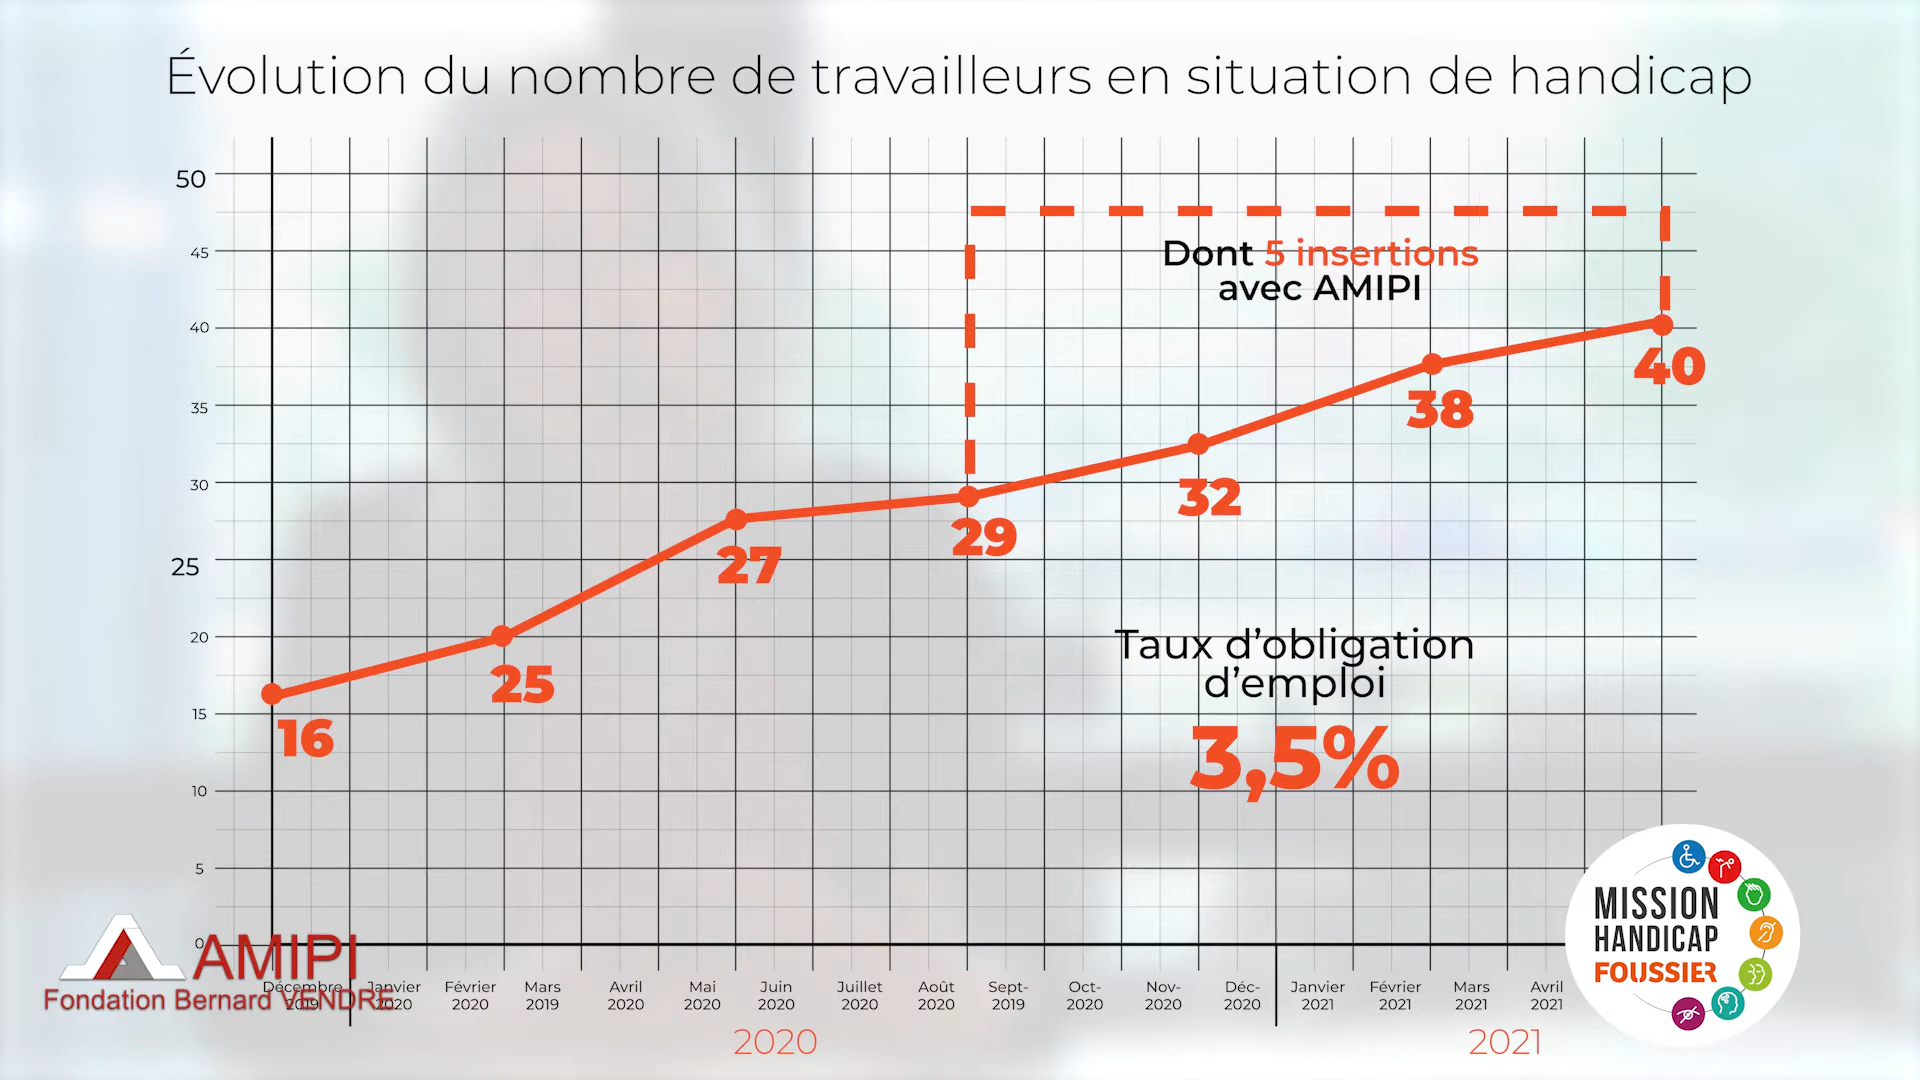 Évolution du nombre de travailleurs en situation de handicap
50
45
40
35
30
25
20
15
10
5
0
Dont 5 insertions
avec AMIPI
16
25
27
29
32
38
40
Taux d'obligation
d'emploi
3,5%
Décembre 2019
Janvier 2020
Février 2020
Mars 2019
Avril 2020
Mai 2020
Juin 2020
Juillet 2020
Août 2020
Sept- 2019
Oct- 2020
Nov- 2020
Déc- 2020
Janvier 2021
Février 2021
Mars 2021
Avril 2021
2020
2021
AMIPI
Fondation Bernard VENDRE
MISSION
HANDICAP
FOUSSIER